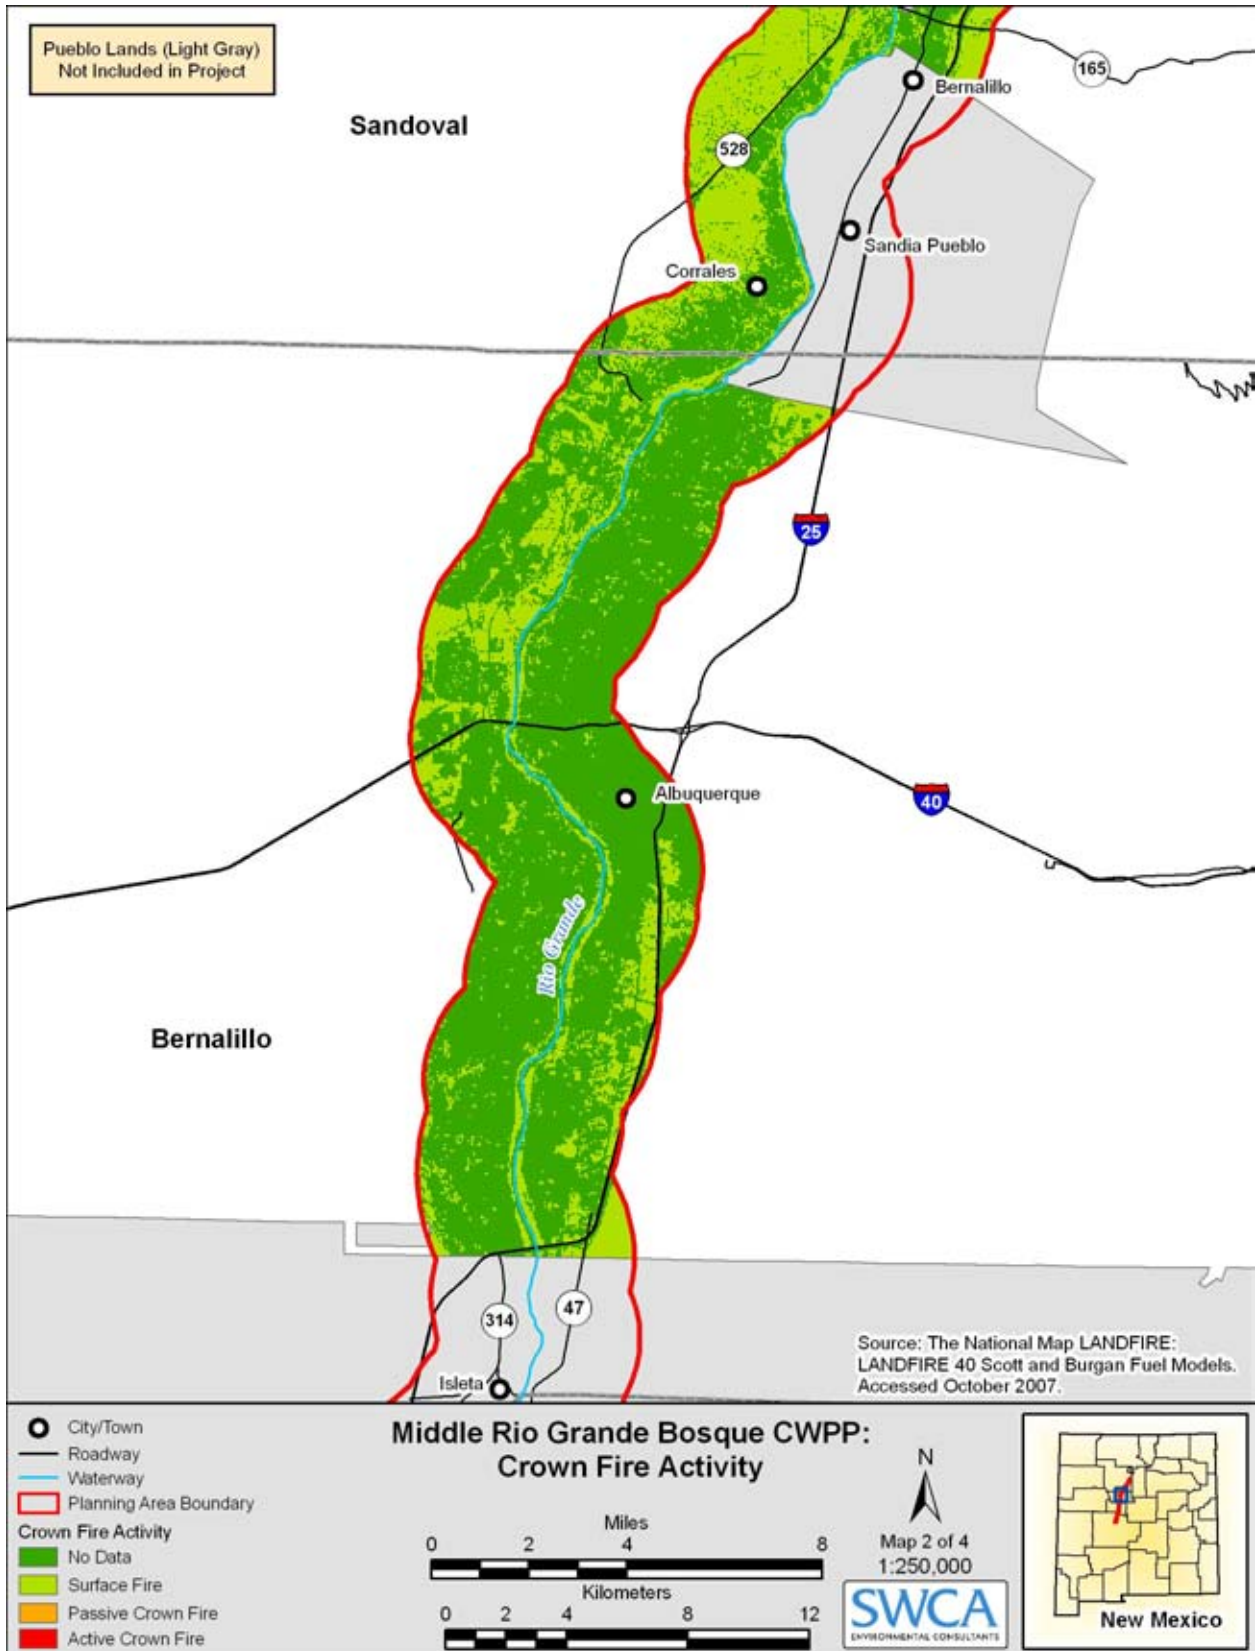 Pueblo Lands (Light Gray)
Not Included in Project
Sandoval
165
Bernalillo
528
Sandia Pueblo
Corrales
25
Albuquerque
40
Rio Grande
Bernalillo
314
47
Isleta
Source: The National Map LANDFIRE:
LANDFIRE 40 Scott and Burgan Fuel Models.
Accessed October 2007.
City/Town
Roadway
Waterway
Planning Area Boundary
Crown Fire Activity
No Data
Surface Fire
Passive Crown Fire
Active Crown Fire
Middle Rio Grande Bosque CWPP:
Crown Fire Activity
Miles
0 2 4 8
Kilometers
0 2 4 8 12
N
Map 2 of 4
1:250,000
SWCA
ENVIRONMENTAL CONSULTANTS
New Mexico